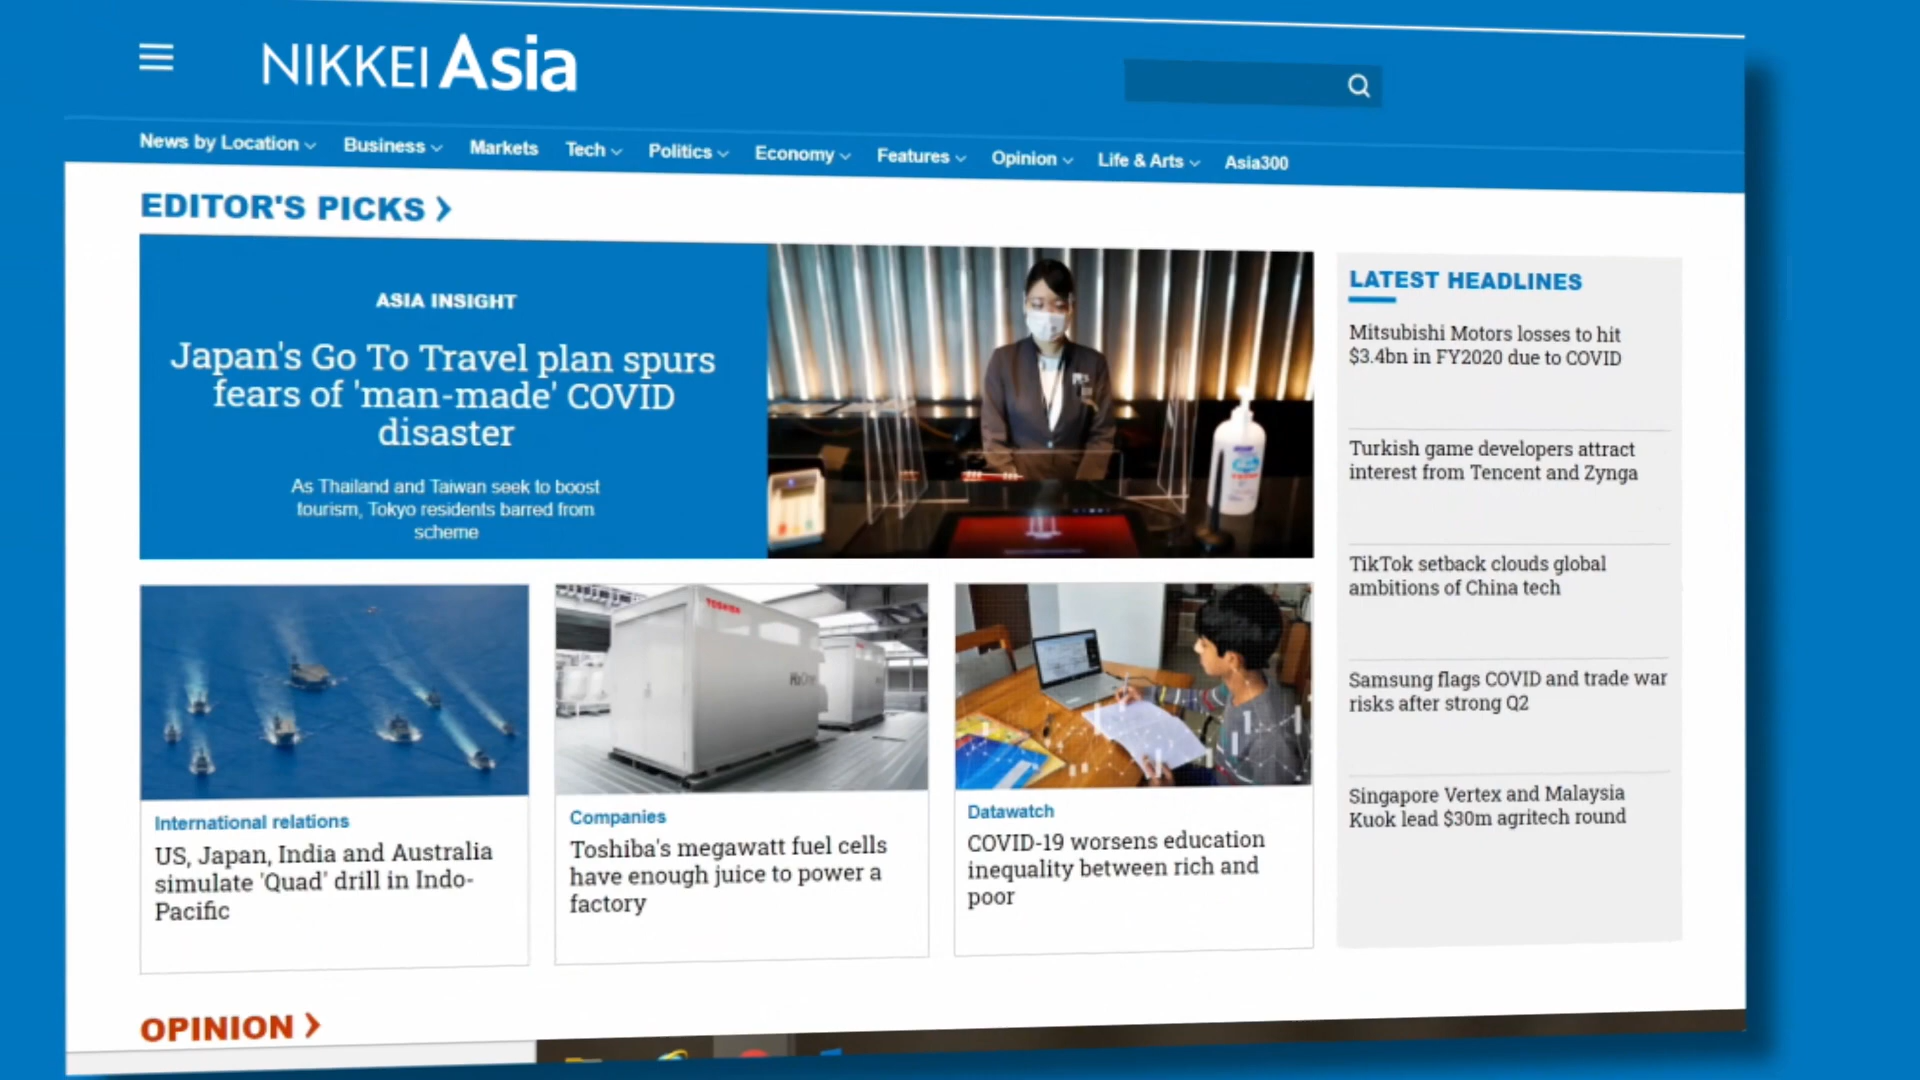 NIKKEI Asia
News by Location
Business
Markets
Tech
Politics
Economy
Features
Opinion
Life & Arts
Asia300
EDITOR'S PICKS
ASIA INSIGHT
Japan's Go To Travel plan spurs
fears of 'man-made' COVID
disaster
As Thailand and Taiwan seek to boost
tourism, Tokyo residents barred from
scheme
LATEST HEADLINES
Mitsubishi Motors losses to hit
$3.4bn in FY2020 due to COVID
Turkish game developers attract
interest from Tencent and Zynga
TikTok setback clouds global
ambitions of China tech
Samsung flags COVID and trade war
risks after strong Q2
Singapore Vertex and Malaysia
Kuok lead $30m agritech round
TOSHIBA
International relations
US, Japan, India and Australia
simulate 'Quad' drill in Indo-
Pacific
Companies
Toshiba's megawatt fuel cells
have enough juice to power a
factory
Datawatch
COVID-19 worsens education
inequality between rich and
poor
OPINION